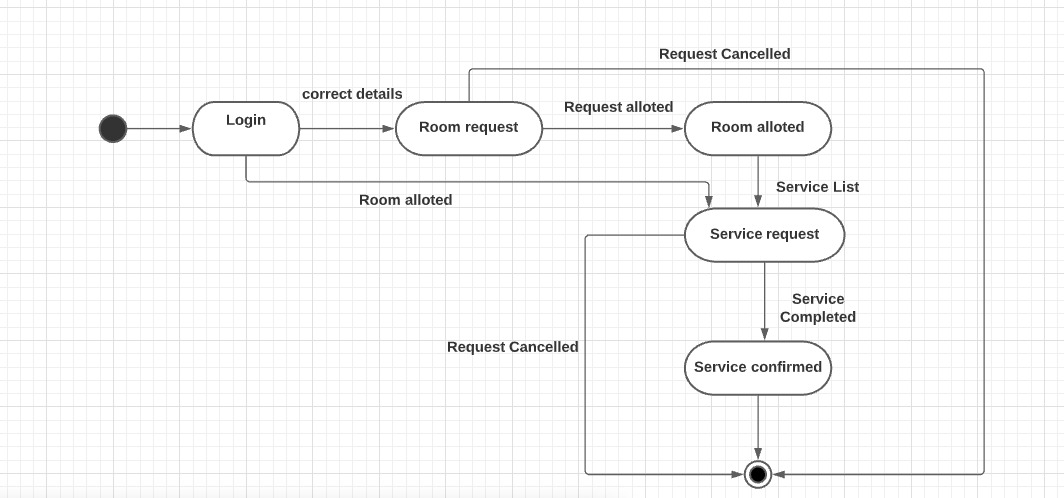 Request Cancelled
correct details
Request alloted
Login
Room request
Room alloted
Service List
Room alloted
Service request
Service
Completed
Request Cancelled
Service confirmed